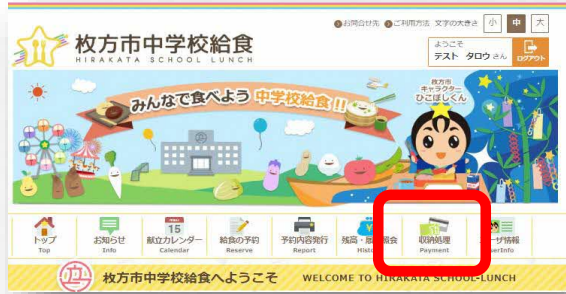 お問合せ先 ご利用方法 文字の大きさ 小 中 大
枚方市中学校給食
HIRAKATA SCHOOL LUNCH
ようこそ
テスト タロウ さん
ログアウト
みんなで食べよう 中学校給食!!
枚方市
キャラクター
ひこぼしくん
15
トップ お知らせ 献立カレンダー 給食の予約 予約内容発行 残高・ 照会 収納処理 ーザ情報
Top Info Calendar Reserve Report Hist Payment serInfo
枚方市中学校給食へようこそ WELCOME TO HIRAKATA SCHOOL-LUNCH